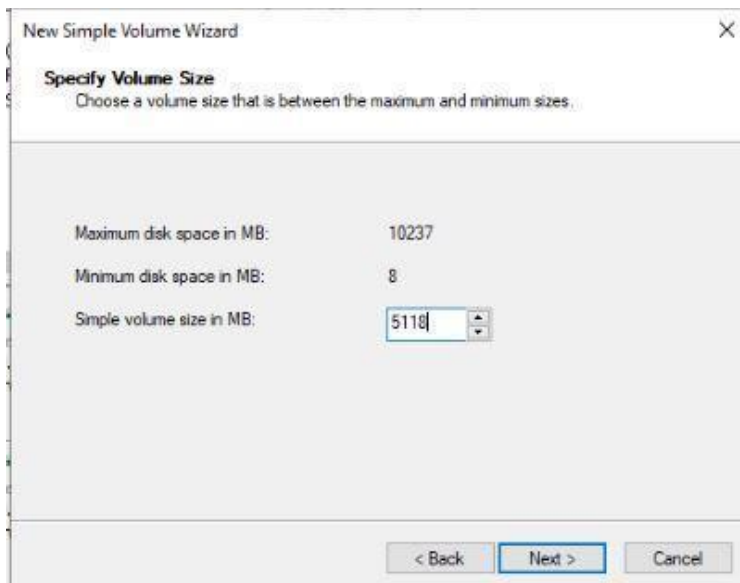 New Simple Volume Wizard
Specify Volume Size
Choose a volume size that is between the maximum and minimum sizes.
Maximum disk space in MB: 10237
Minimum disk space in MB: 8
Simple volume size in MB: 5118
< Back Next > Cancel